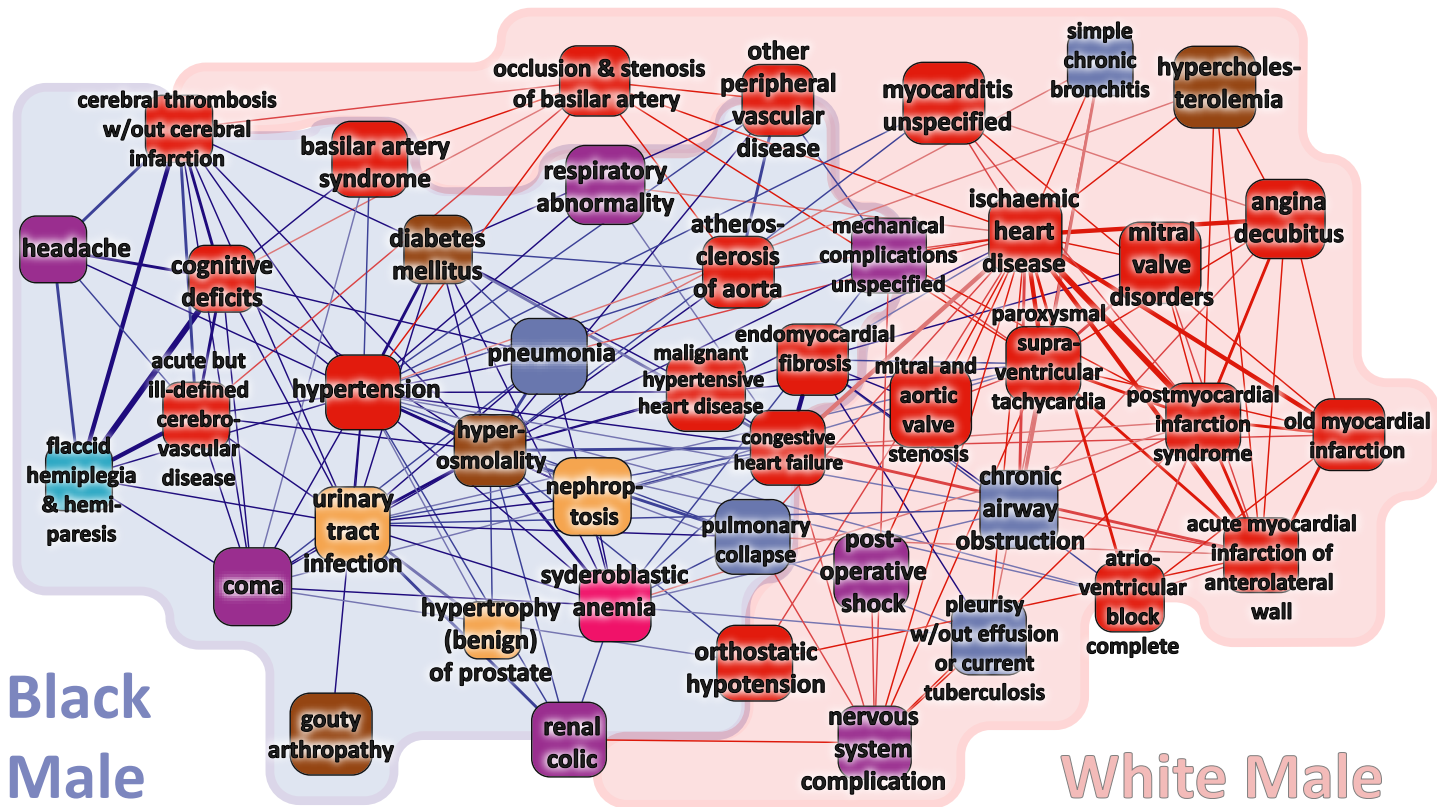 simple
chronic
bronchitis
hypercholes-
terolemia
occlusion & stenosis
of basilar artery
other
peripheral
vascular
disease
myocarditis
unspecified
cerebral thrombosis
w/out cerebral
infarction
basilar artery
syndrome
respiratory
abnormality
ischaemic
heart
disease
angina
decubitus
headache
cognitive
deficits
diabetes
mellitus
atheros-
clerosis
of aorta
mechanical
complications
unspecified
mitral
valve
disorders
paroxysmal
supra-
ventricular
tachycardia
acute but
ill-defined
cerebro-
vascular
disease
hypertension
pneumonia
malignant
hypertensive
heart disease
endomyocardial
fibrosis
mitral and
aortic
valve
stenosis
postmyocardial
infarction
syndrome
old myocardial
infarction
flaccid
hemiplegia
& hemi-
paresis
hyper-
osmolality
congestive
heart failure
urinary
tract
infection
nephrop-
tosis
pulmonary
collapse
chronic
airway
obstruction
acute myocardial
infarction of
anterolateral
wall
coma
syderoblastic
anemia
post-
operative
shock
atrio-
ventricular
block
complete
hypertrophy
(benign)
of prostate
orthostatic
hypotension
pleurisy
w/out effusion
or current
tuberculosis
gouty
arthropathy
renal
colic
nervous
system
complication
Black
Male
White Male